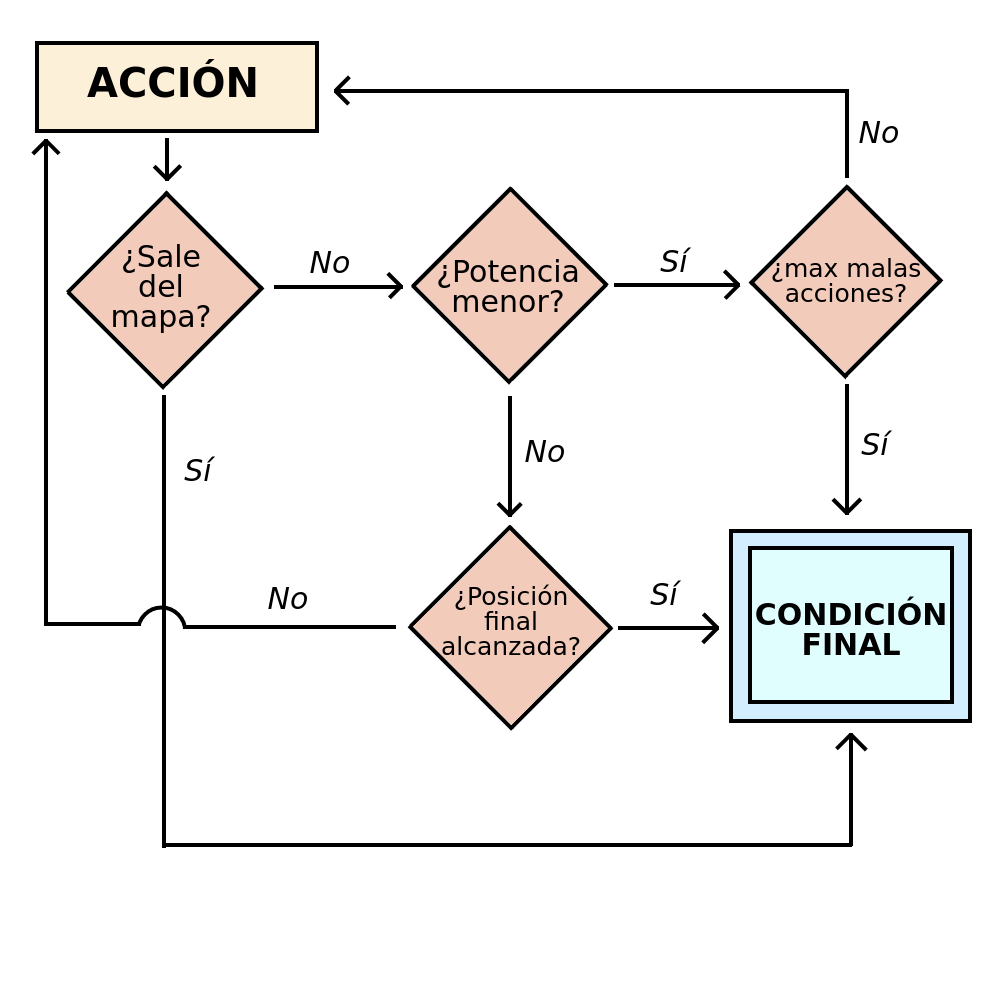 ACCIÓN
No
¿Sale
del
mapa?
No
¿Potencia
menor?
Sí
¿max malas
acciones?
Sí
No
Sí
No
¿Posición
final
alcanzada?
Sí
CONDICIÓN
FINAL